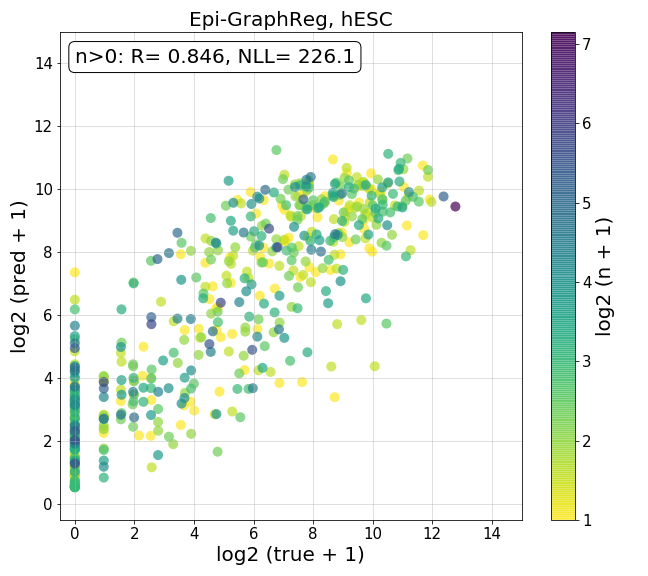 Epi-GraphReg, hESC
n>0: R= 0.846, NLL= 226.1
log2 (pred + 1)
14
12
10
8
6
4
2
0
0 2 4 6 8 10 12 14
log2 (true + 1)
7
6
5
4
3
2
1
log2 (n + 1)